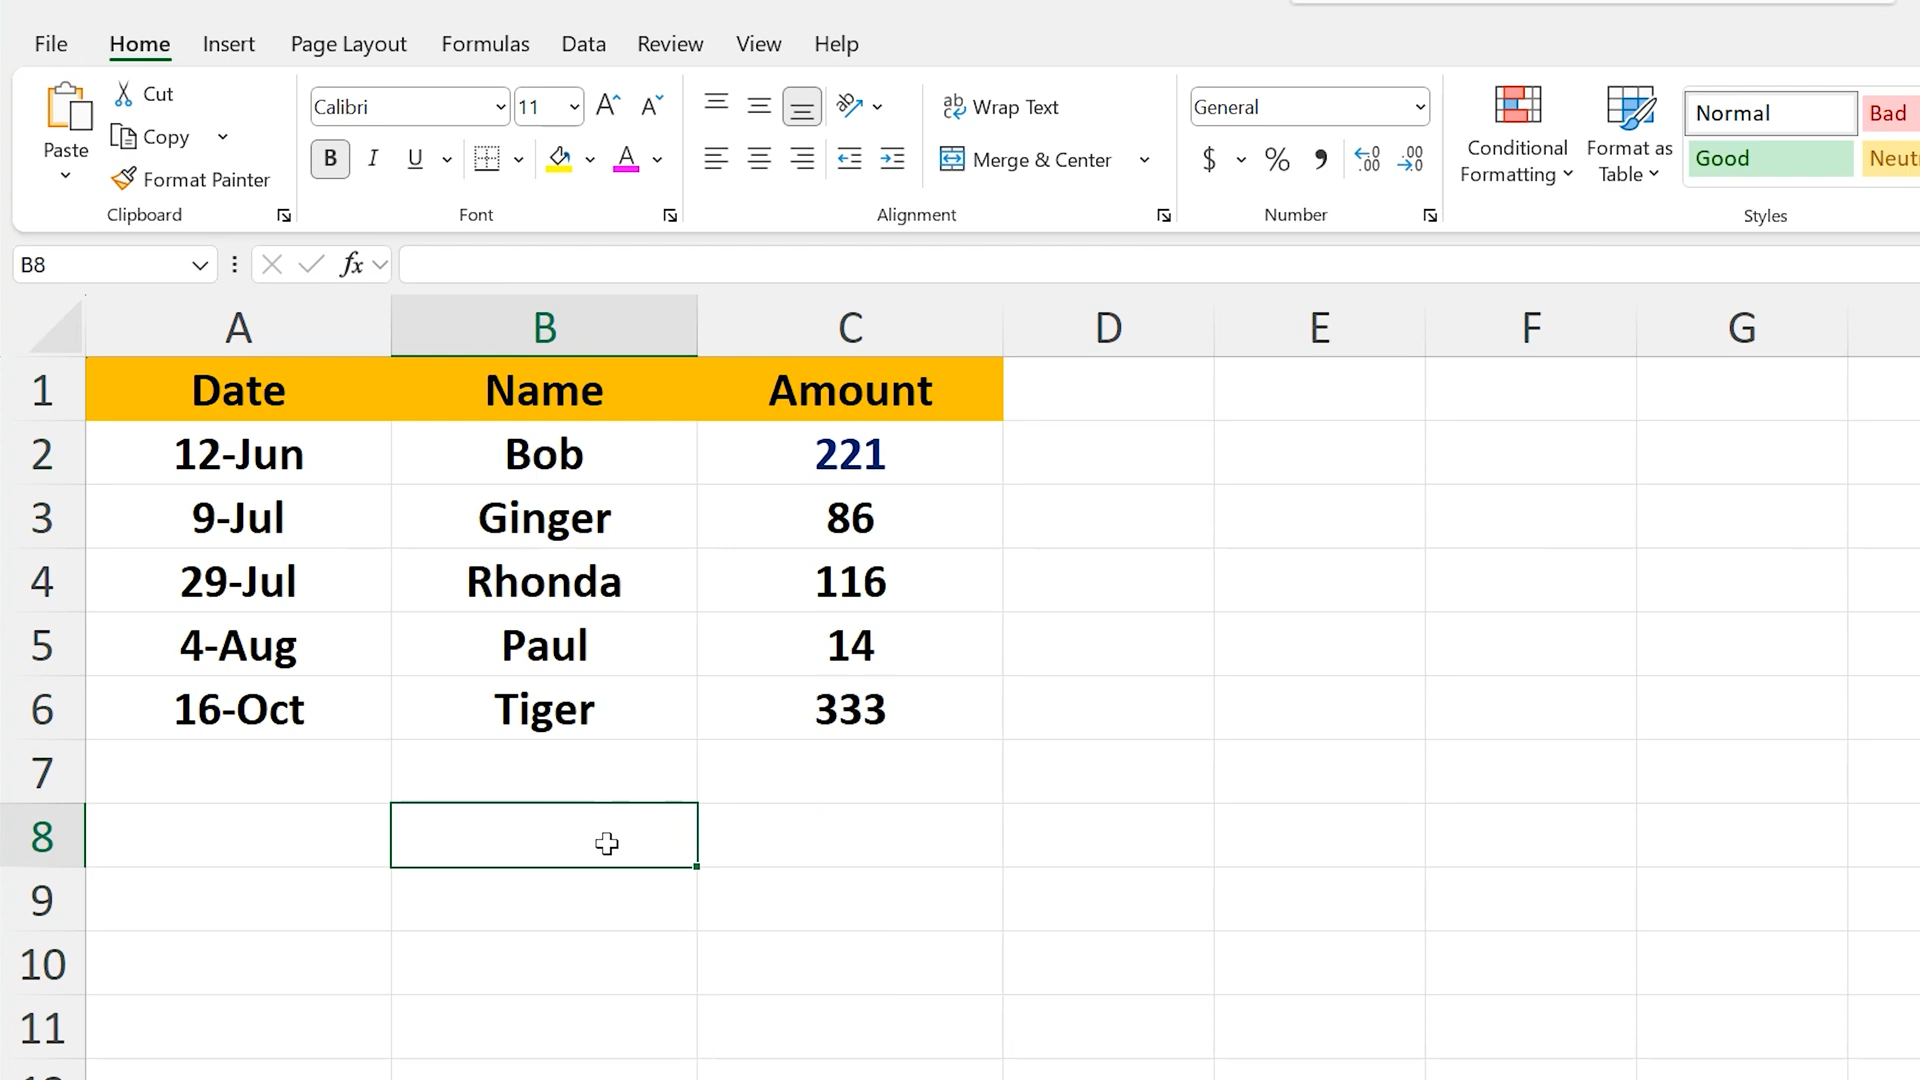 File Home Insert Page Layout Formulas Data Review View Help
Paste
Cut
Copy
Format Painter
Clipboard
Calibri 11
B I U
Font
Wrap Text
Merge & Center
Alignment
General
$ % 9 .00
Number
Conditional Formatting
Format as Table
Normal Bad
Good
Styles
B8 fx
A B C D E F G
1 Date Name Amount
2 12-Jun Bob 221
3 9-Jul Ginger 86
4 29-Jul Rhonda 116
5 4-Aug Paul 14
6 16-Oct Tiger 333
7
8
9
10
11